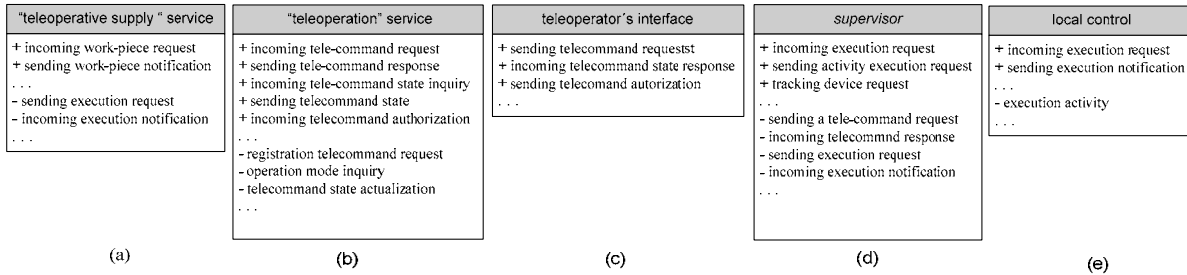 “teleoperative supply “ service
+ incoming work-piece request
+ sending work-piece notification
. . .
- sending execution request
- incoming execution notification
. . .
(a)
“teleoperation” service
+ incoming tele-command request
+ sending tele-command response
+ incoming tele-command state inquiry
+ sending telecommand state
+ incoming telecommand authorization
. . .
- registration telecommand request
- operation mode inquiry
- telecommand state actualization
. . .
(b)
teleoperator´s interface
+ sending telecommand requestst
+ incoming telecommand state response
+ sending telecomand autorization
. . .
(c)
supervisor
+ incoming execution request
+ sending activity execution request
+ tracking device request
. . .
- sending a tele-command request
- incoming telecommnd response
- sending execution request
- incoming execution notification
. . .
(d)
local control
+ incoming execution request
+ sending execution notification
. . .
- execution activity
. . .
(e)